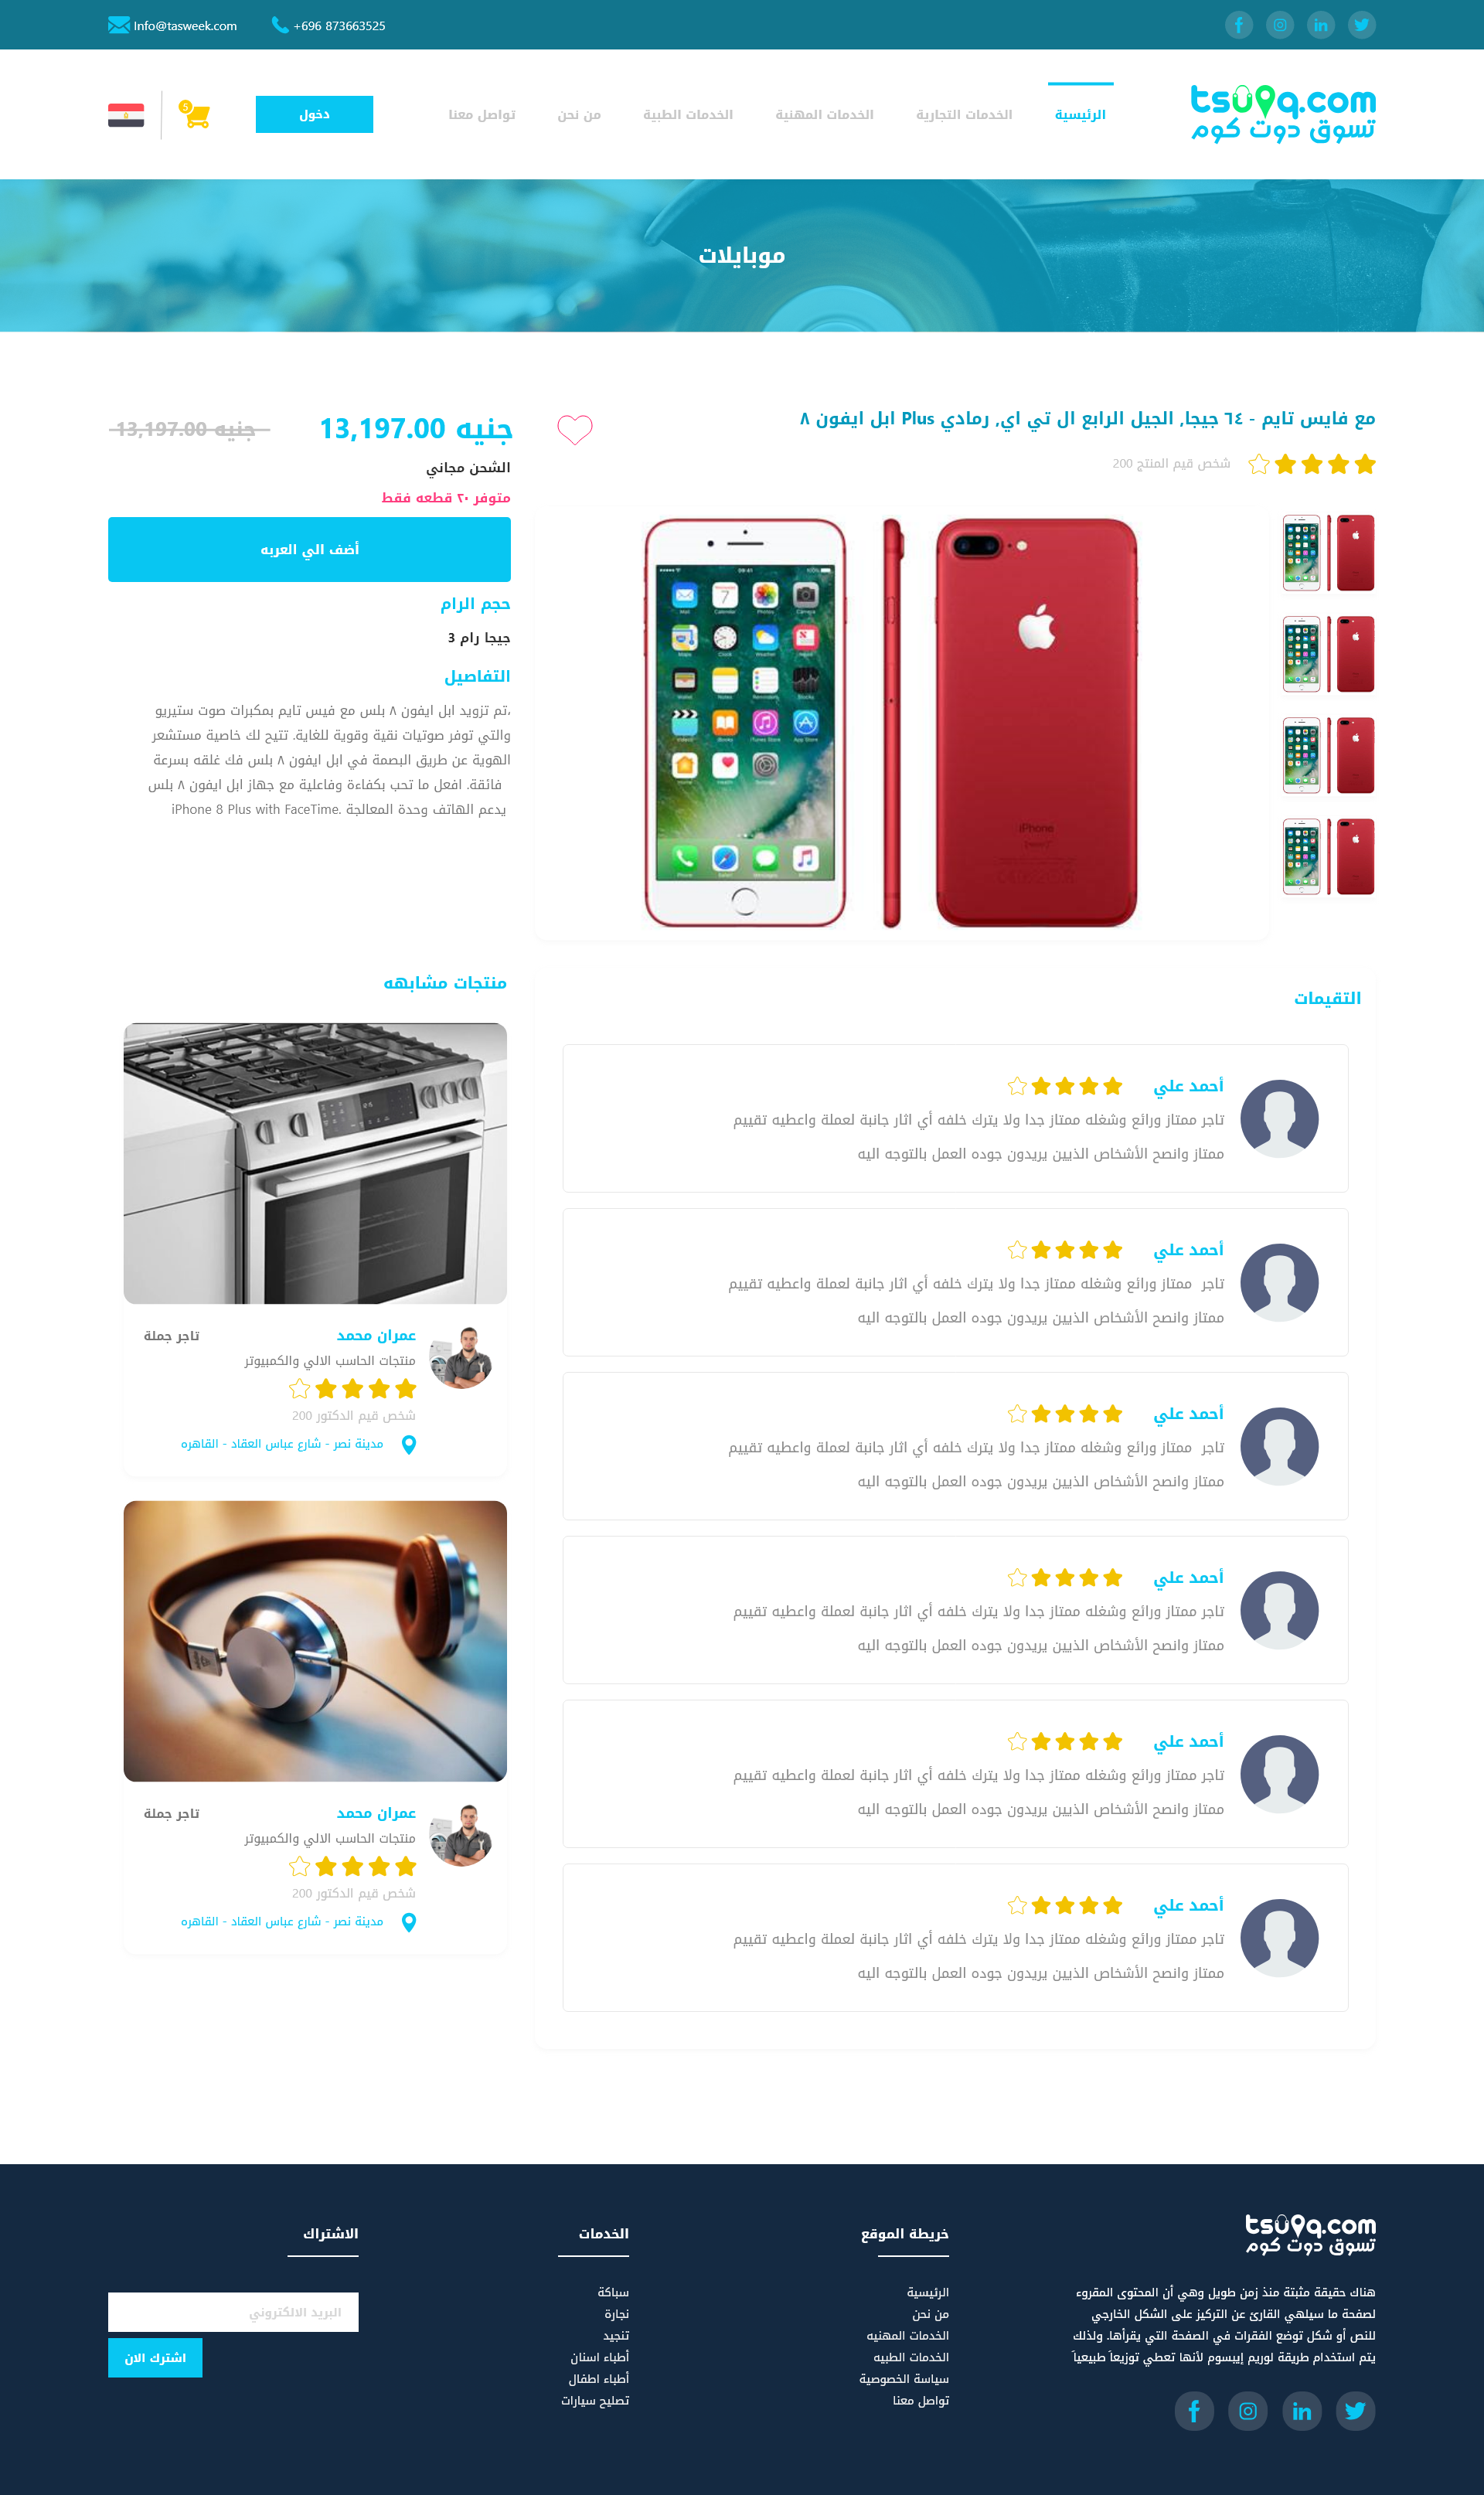 Info@tasweek.com
+696 873663525
tsuq.com
تسوق دوت كوم
الرئيسية
الخدمات التجارية
الخدمات المهنية
الخدمات الطبية
من نحن
تواصل معنا
دخول
5
موبايلات
مع فايس تايم - ٦٤ جيجا, الجيل الرابع ال تي اي, رمادي Plus ابل ايفون ٨
شخص قيم المنتج 200
جنيه 13,197.00
جنيه 13,197.00
الشحن مجاني
متوفر ٢٠ قطعه فقط
أضف الي العربه
حجم الرام
جيجا رام 3
التفاصيل
،تم تزويد ابل ايفون ٨ بلس مع فيس تايم بمكبرات صوت ستيريو
والتي توفر صوتيات نقية وقوية للغاية. تتيح لك خاصية مستشعر
الهوية عن طريق البصمة في ابل ايفون ٨ بلس فك غلقه بسرعة
فائقة. افعل ما تحب بكفاءة وفاعلية مع جهاز ابل ايفون ٨ بلس
يدعم الهاتف وحدة المعالجة .iPhone 8 Plus with FaceTime
iPhone
التقيمات
أحمد علي
تاجر ممتاز ورائع وشغله ممتاز جدا ولا يترك خلفه أي اثار جانبة لعملة واعطيه تقييم
ممتاز وانصح الأشخاص الذيين يريدون جوده العمل بالتوجه اليه
أحمد علي
تاجر ممتاز ورائع وشغله ممتاز جدا ولا يترك خلفه أي اثار جانبة لعملة واعطيه تقييم
ممتاز وانصح الأشخاص الذيين يريدون جوده العمل بالتوجه اليه
أحمد علي
تاجر ممتاز ورائع وشغله ممتاز جدا ولا يترك خلفه أي اثار جانبة لعملة واعطيه تقييم
ممتاز وانصح الأشخاص الذيين يريدون جوده العمل بالتوجه اليه
أحمد علي
تاجر ممتاز ورائع وشغله ممتاز جدا ولا يترك خلفه أي اثار جانبة لعملة واعطيه تقييم
ممتاز وانصح الأشخاص الذيين يريدون جوده العمل بالتوجه اليه
أحمد علي
تاجر ممتاز ورائع وشغله ممتاز جدا ولا يترك خلفه أي اثار جانبة لعملة واعطيه تقييم
ممتاز وانصح الأشخاص الذيين يريدون جوده العمل بالتوجه اليه
أحمد علي
تاجر ممتاز ورائع وشغله ممتاز جدا ولا يترك خلفه أي اثار جانبة لعملة واعطيه تقييم
ممتاز وانصح الأشخاص الذيين يريدون جوده العمل بالتوجه اليه
منتجات مشابهه
عمران محمد
تاجر جملة
منتجات الحاسب الالي والكمبيوتر
شخص قيم الدكتور 200
مدينة نصر - شارع عباس العقاد - القاهره
عمران محمد
تاجر جملة
منتجات الحاسب الالي والكمبيوتر
شخص قيم الدكتور 200
مدينة نصر - شارع عباس العقاد - القاهره
tsuq.com
تسوق دوت كوم
هناك حقيقة مثبتة منذ زمن طويل وهي أن المحتوى المقروء
لصفحة ما سيلهي القارئ عن التركيز على الشكل الخارجي
للنص أو شكل توضع الفقرات في الصفحة التي يقرأها. ولذلك
يتم استخدام طريقة لوريم إيبسوم لأنها تعطي توزيعاَ طبيعياَ
خريطة الموقع
الرئيسية
من نحن
الخدمات المهنيه
الخدمات الطبيه
سياسة الخصوصية
تواصل معنا
الخدمات
سباكة
نجارة
تنجيد
أطباء اسنان
أطباء اطفال
تصليح سيارات
الاشتراك
البريد الالكتروني
اشترك الان